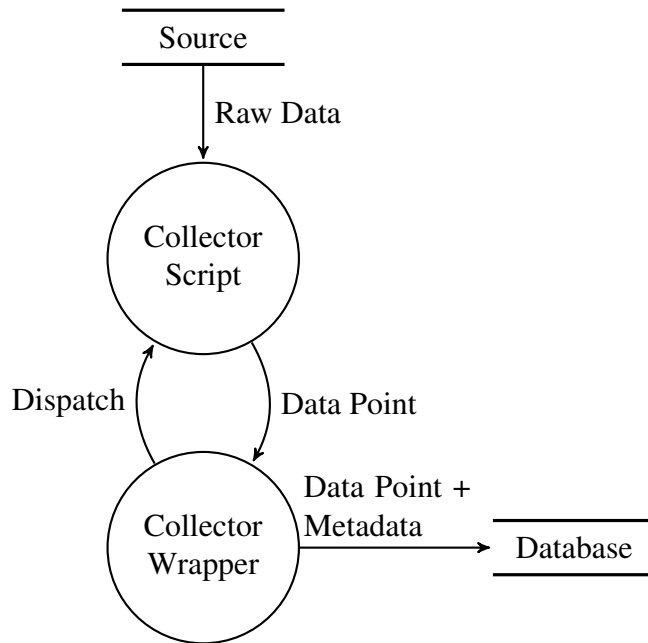 Source
Raw Data
Collector
Script
Dispatch
Data Point
Data Point +
Metadata
Collector
Wrapper
Database